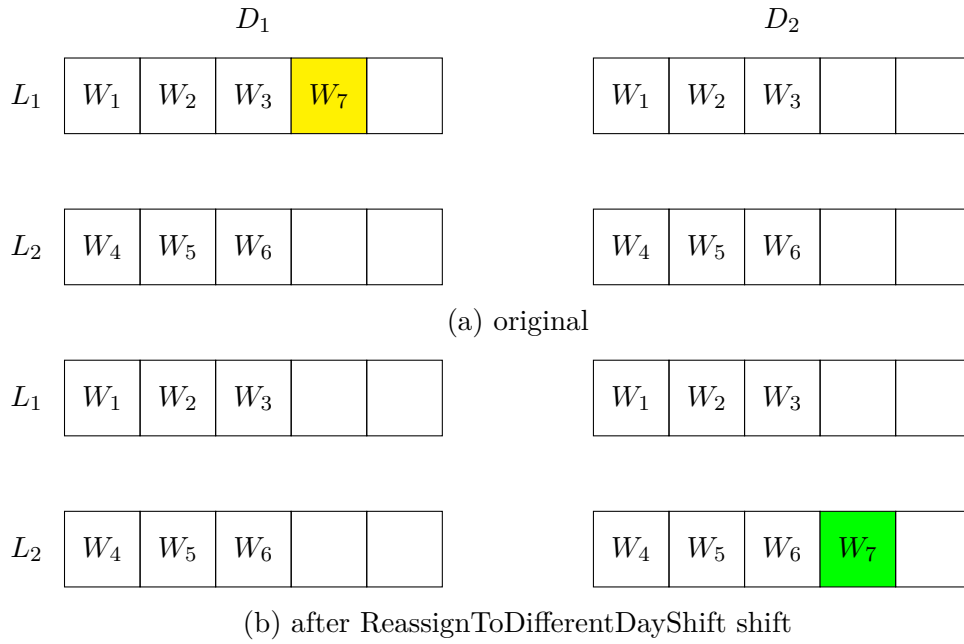 D₁ D₂
L₁ W₁ W₂ W₃ W₇ W₁ W₂ W₃
L₂ W₄ W₅ W₆ W₄ W₅ W₆
(a) original
L₁ W₁ W₂ W₃ W₁ W₂ W₃
L₂ W₄ W₅ W₆ W₄ W₅ W₆ W₇
(b) after ReassignToDifferentDayShift shift